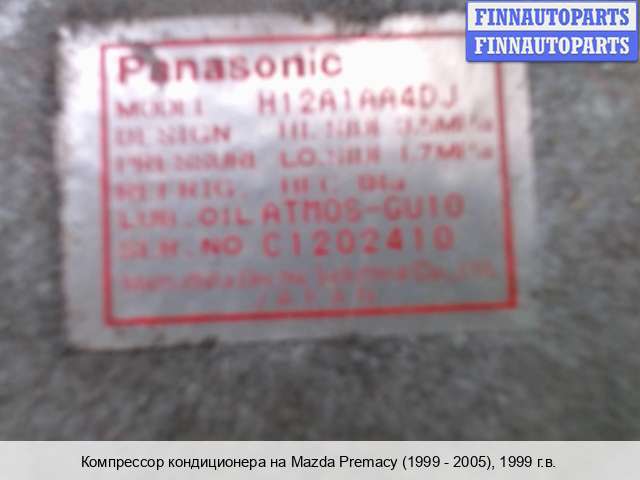 FINNAUTOPARTS
FINNAUTOPARTS
Panasonic
MODEL H12A1AA4DJ
DESIGN HI.SIDE
PRESSURE LO.SIDE 1.7MPa
REFRIG. HFC
LUB.OIL ATMOS-GU10
SER.NO C1202410
JAPAN
Компрессор кондиционера на Mazda Premacy (1999 - 2005), 1999 г.в.